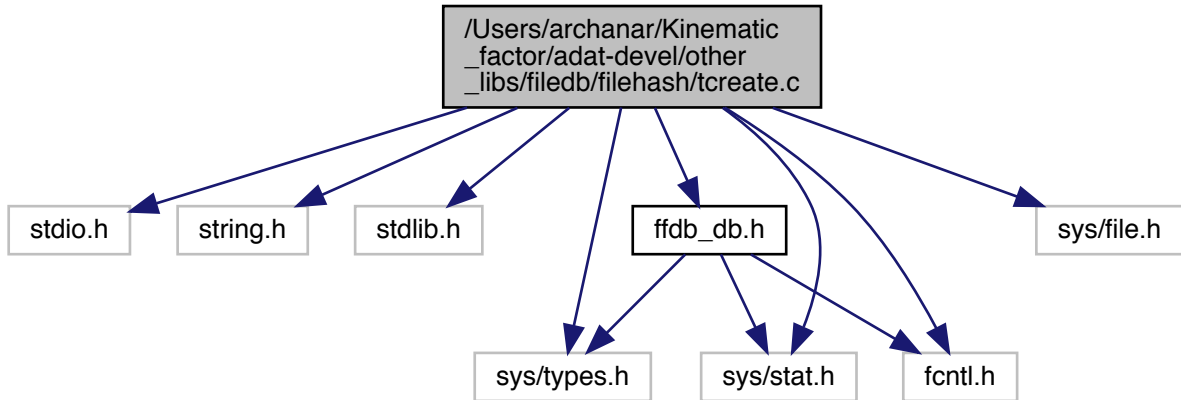 /Users/archanar/Kinematic
_factor/adat-devel/other
_libs/filedb/filehash/tcreate.c
stdio.h
string.h
stdlib.h
ffdb_db.h
sys/file.h
sys/types.h
sys/stat.h
fcntl.h